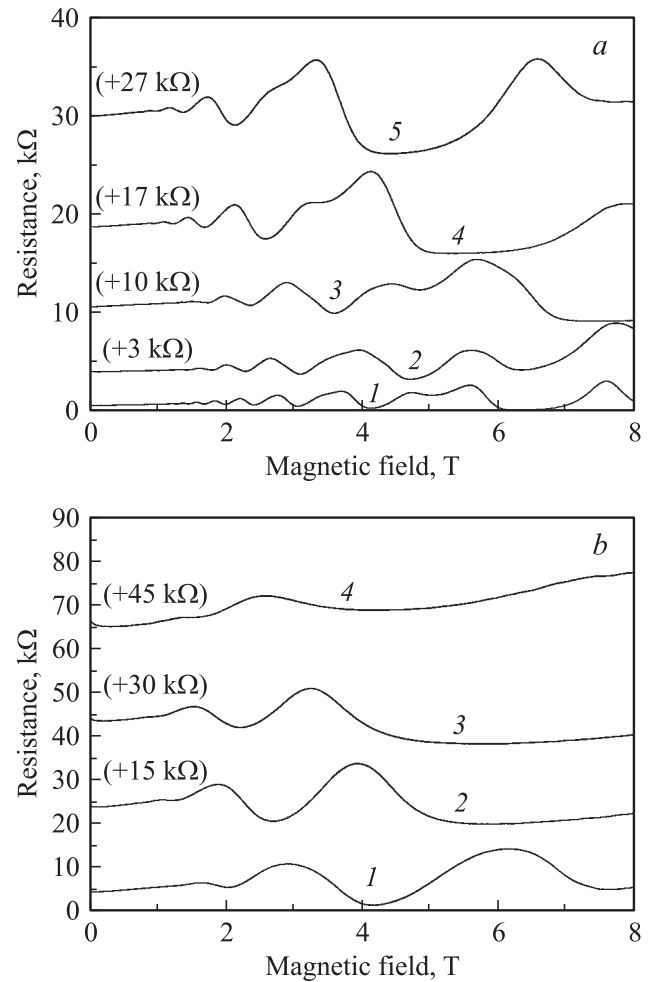 40
a
(+27 kΩ)
30
5
Resistance, kΩ
(+17 kΩ)
20
4
(+10 kΩ)
3
10
(+3 kΩ)
2
1
0
0 2 4 6 8
Magnetic field, T
90
b
80
4
(+45 kΩ)
70
60
Resistance, kΩ
(+30 kΩ)
50
3
40
(+15 kΩ)
30
2
20
1
10
0
0 2 4 6 8
Magnetic field, T